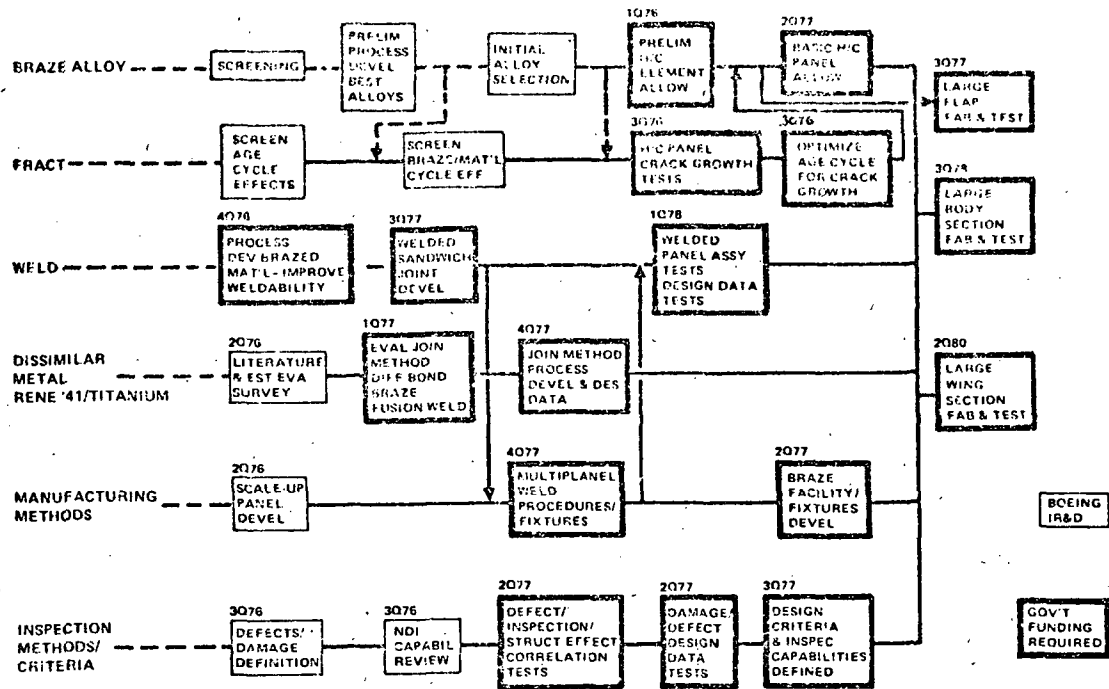 BRAZE ALLOY
SCREENING
PRELIM
PROCESS
DEVEL
BEST
ALLOYS
INITIAL
ALLOY
SELECTION
1Q76
PRELIM
H/C
ELEMENT
ALLOW
2Q77
BASIC H/C
PANEL
ALLOW
3Q77
LARGE
FLAP
FAB & TEST
FRACT
SCREEN
AGE
CYCLE
EFFECTS
SCREEN
BRAZE/MAT'L
CYCLE EFF
3Q76
H/C PANEL
CRACK GROWTH
TESTS
3Q76
OPTIMIZE
AGE CYCLE
FOR CRACK
GROWTH
3Q78
LARGE
BODY
SECTION
FAB & TEST
WELD
4Q76
PROCESS
DEV BRAZED
MAT'L - IMPROVE
WELDABILITY
3Q77
WELDED
SANDWICH
JOINT
DEVEL
1Q78
WELDED
PANEL ASSY
TESTS
DESIGN DATA
TESTS
DISSIMILAR
METAL
RENE '41/TITANIUM
2Q76
LITERATURE
& EST EVA
SURVEY
1Q77
EVAL JOIN
METHOD
DIFF BOND
BRAZE
FUSION WELD
4Q77
JOIN METHOD
PROCESS
DEVEL & DES
DATA
2Q80
LARGE
WING
SECTION
FAB & TEST
MANUFACTURING
METHODS
2Q76
SCALE-UP
PANEL
DEVEL
4Q77
MULTIPLANEL
WELD
PROCEDURES/
FIXTURES
2Q77
BRAZE
FACILITY/
FIXTURES
DEVEL
BOEING
IR&D
INSPECTION
METHODS/
CRITERIA
3Q76
DEFECTS/
DAMAGE
DEFINITION
3Q76
NDI
CAPABIL
REVIEW
2Q77
DEFECT/
INSPECTION/
STRUCT EFFECT
CORRELATION
TESTS
2Q77
DAMAGE/
DEFECT
DESIGN
DATA
TESTS
3Q77
DESIGN
CRITERIA
& INSPEC
CAPABILITIES
DEFINED
GOV'T
FUNDING
REQUIRED